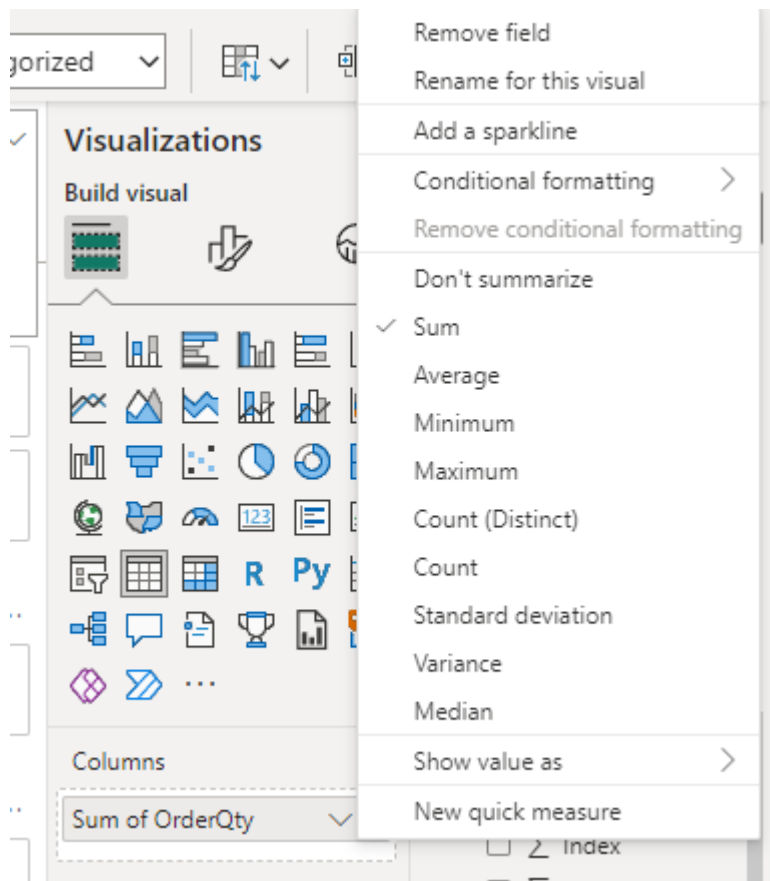 gorized
Visualizations
Build visual
123
R
Py
Columns
Sum of OrderQty
Remove field
Rename for this visual
Add a sparkline
Conditional formatting
Remove conditional formatting
Don't summarize
Sum
Average
Minimum
Maximum
Count (Distinct)
Count
Standard deviation
Variance
Median
Show value as
New quick measure
Index